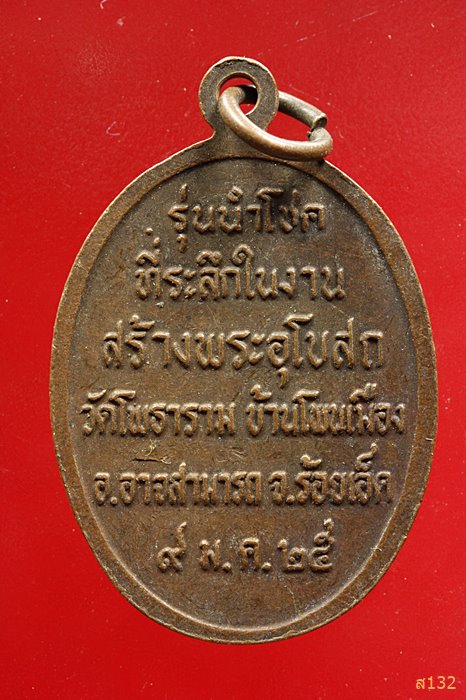 รุ่นนำโชค
ที่ระลึกในงาน
สร้างพระอุโบสถ
วัดโพธาราม บ้านโพนเมือง
อ.อาจสามารถ จ.ร้อยเอ็ด
๙ ม.ค.๒๕
ส132